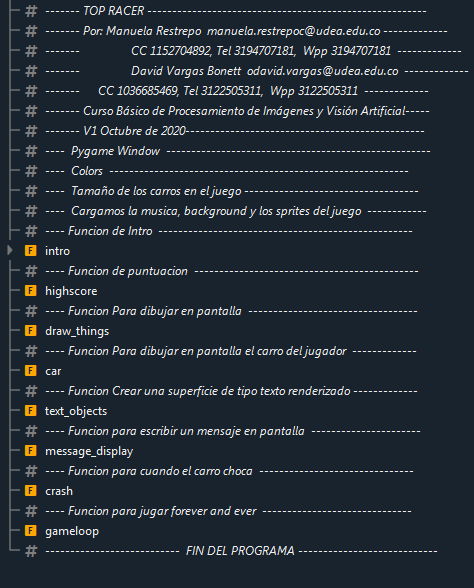 # ------- TOP RACER -----------------------------------------------
# ------- Por: Manuela Restrepo manuela.restrepoc@udea.edu.co -------------
# ------- CC 1152704892, Tel 3194707181, Wpp 3194707181 -------------
# ------- David Vargas Bonett odavid.vargas@udea.edu.co -------------
# ------- CC 1036685469, Tel 3122505311, Wpp 3122505311 -------------
# ------- Curso Básico de Procesamiento de Imágenes y Visión Artificial-----
# ------- V1 Octubre de 2020-------------------------------------
# ---- Pygame Window -----------------------------------------
# ---- Colors ----------------------------------------------
# ---- Tamaño de los carros en el juego ---------------------------
# ---- Cargamos la musica, background y los sprites del juego -------------
# ---- Funcion de Intro ---------------------------------------
F intro
# ---- Funcion de puntuacion -----------------------------------
F highscore
# ---- Funcion Para dibujar en pantalla --------------------------
F draw_things
# ---- Funcion Para dibujar en pantalla el carro del jugador -------------
F car
# ---- Funcion Crear una superficie de tipo texto renderizado -------------
F text_objects
# ---- Funcion para escribir un mensaje en pantalla -----------------
F message_display
# ---- Funcion para cuando el carro choca ------------------------
F crash
# ---- Funcion para jugar forever and ever -----------------------
F gameloop
# --------------------- FIN DEL PROGRAMA ----------------------